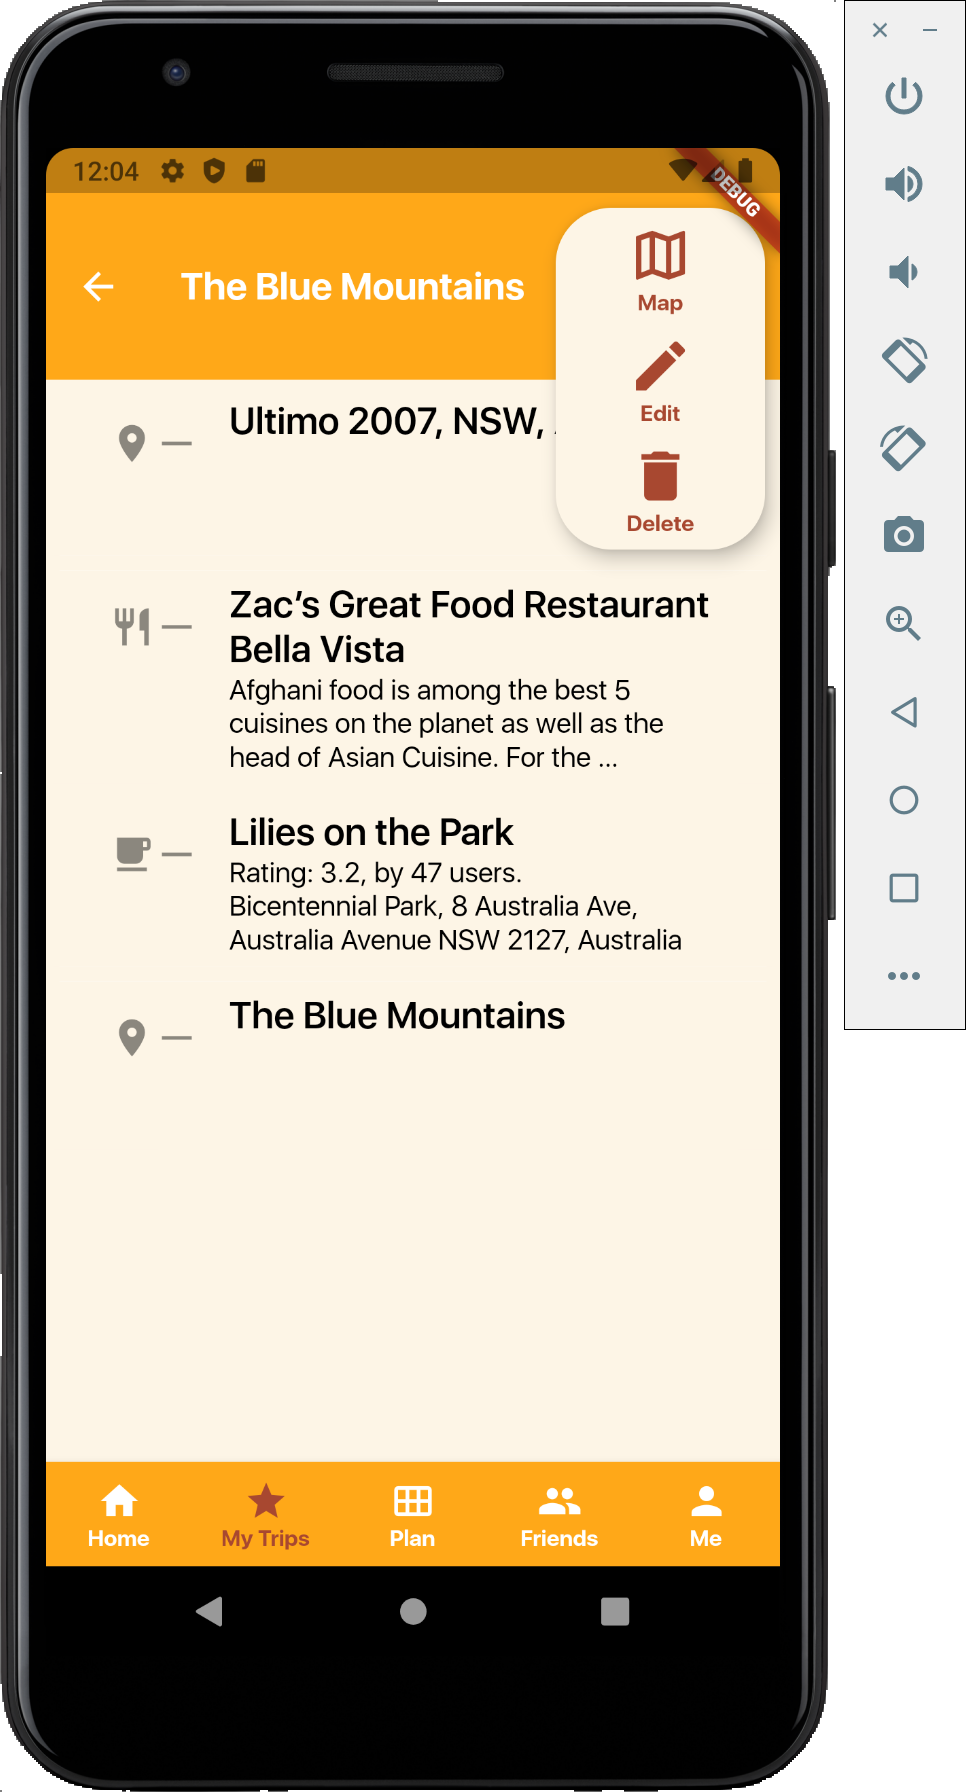 12:04
DEBUG
The Blue Mountains
Map
Edit
Delete
Ultimo 2007, NSW,
Zac's Great Food Restaurant
Bella Vista
Afghani food is among the best 5
cuisines on the planet as well as the
head of Asian Cuisine. For the ...
Lilies on the Park
Rating: 3.2, by 47 users.
Bicentennial Park, 8 Australia Ave,
Australia Avenue NSW 2127, Australia
The Blue Mountains
Home
My Trips
Plan
Friends
Me